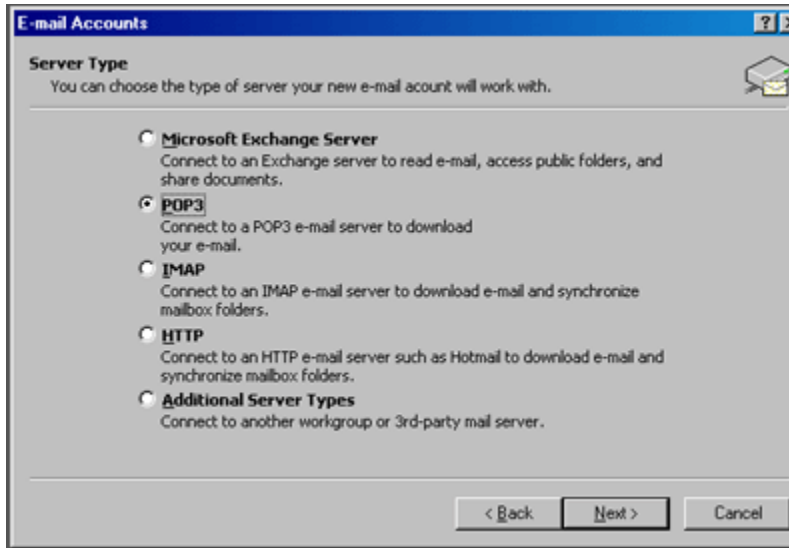 E-mail Accounts
Server Type
You can choose the type of server your new e-mail acount will work with.
Microsoft Exchange Server
Connect to an Exchange server to read e-mail, access public folders, and
share documents.
POP3
Connect to a POP3 e-mail server to download
your e-mail.
IMAP
Connect to an IMAP e-mail server to download e-mail and synchronize
mailbox folders.
HTTP
Connect to an HTTP e-mail server such as Hotmail to download e-mail and
synchronize mailbox folders.
Additional Server Types
Connect to another workgroup or 3rd-party mail server.
< Back Next > Cancel